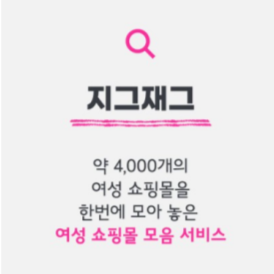 지그재그
약 4,000개의
여성 쇼핑몰을
한번에 모아 놓은
여성 쇼핑몰 모음 서비스